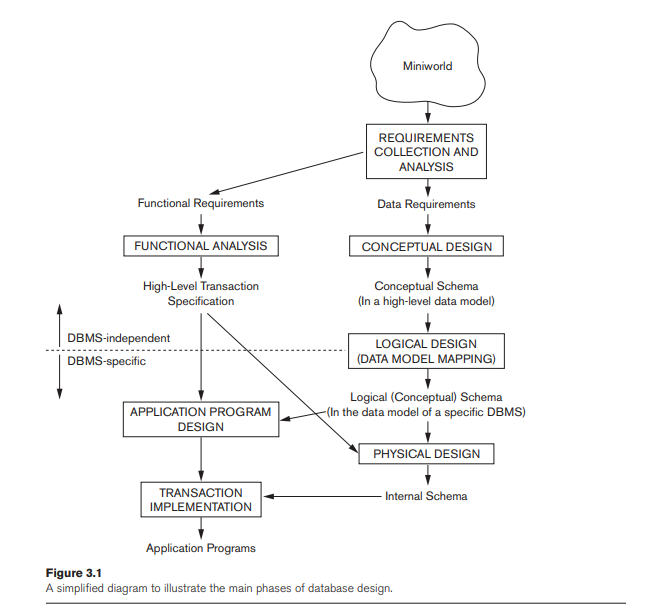 Miniworld
REQUIREMENTS
COLLECTION AND
ANALYSIS
Functional Requirements
Data Requirements
FUNCTIONAL ANALYSIS
CONCEPTUAL DESIGN
High-Level Transaction
Specification
Conceptual Schema
(In a high-level data model)
DBMS-independent
DBMS-specific
LOGICAL DESIGN
(DATA MODEL MAPPING)
Logical (Conceptual) Schema
(In the data model of a specific DBMS)
APPLICATION PROGRAM
DESIGN
PHYSICAL DESIGN
TRANSACTION
IMPLEMENTATION
Internal Schema
Application Programs
Figure 3.1
A simplified diagram to illustrate the main phases of database design.